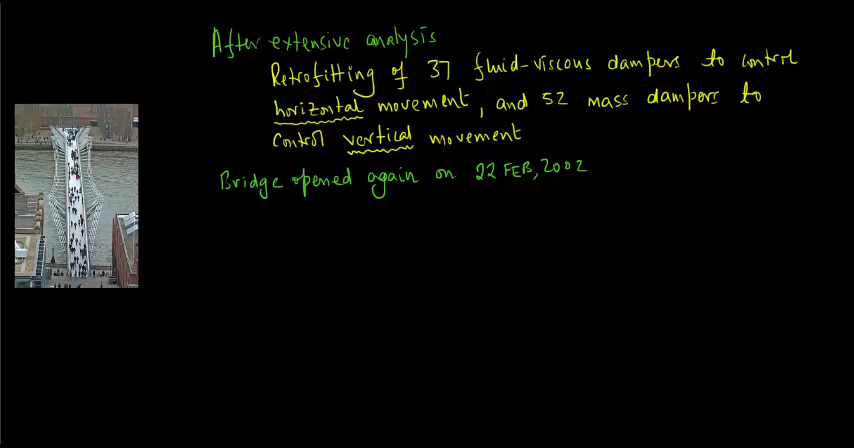 After extensive analysis
Retrofitting of 37 fluid-viscous dampers to control
horizontal movement, and 52 mass dampers to
control vertical movement
Bridge opened again on 22 FEB, 2002